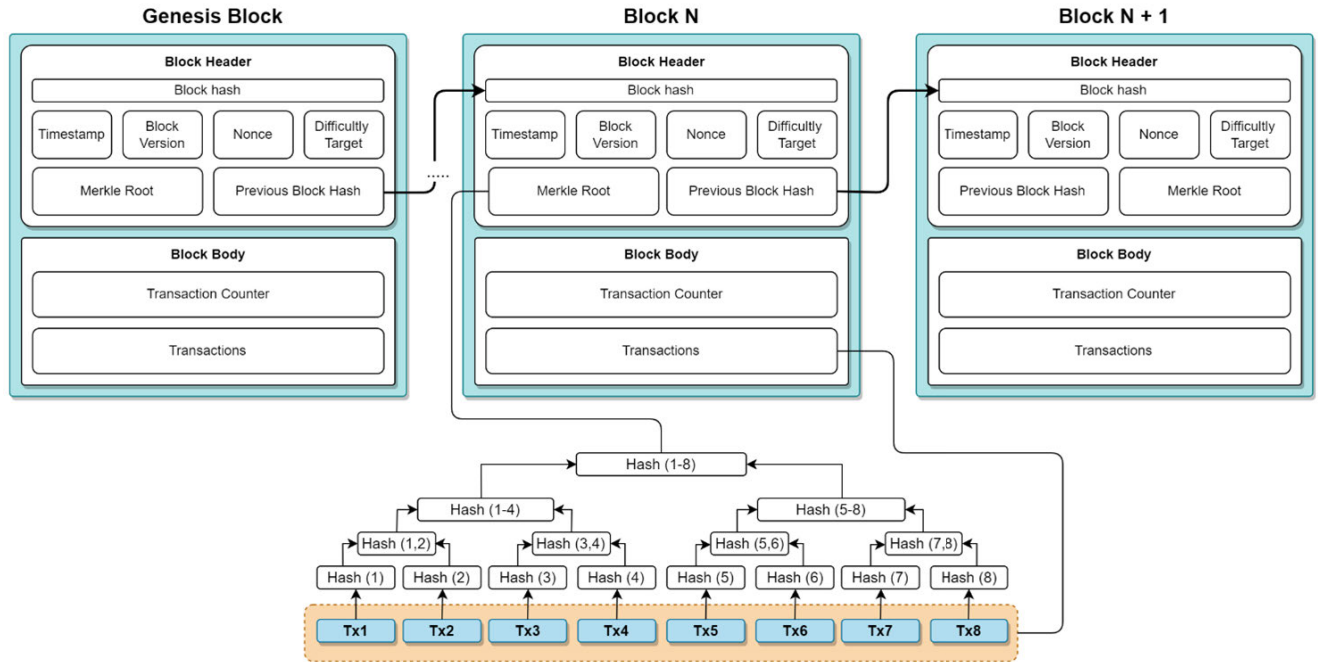 Genesis Block
Block Header
Block hash
Timestamp
Block
Version
Nonce
Difficultly
Target
Merkle Root
Previous Block Hash
Block Body
Transaction Counter
Transactions
.....
Block N
Block Header
Block hash
Timestamp
Block
Version
Nonce
Difficultly
Target
Merkle Root
Previous Block Hash
Block Body
Transaction Counter
Transactions
Block N + 1
Block Header
Block hash
Timestamp
Block
Version
Nonce
Difficultly
Target
Previous Block Hash
Merkle Root
Block Body
Transaction Counter
Transactions
Hash (1-8)
Hash (1-4)
Hash (5-8)
Hash (1,2)
Hash (3,4)
Hash (5,6)
Hash (7,8)
Hash (1)
Hash (2)
Hash (3)
Hash (4)
Hash (5)
Hash (6)
Hash (7)
Hash (8)
Tx1
Tx2
Tx3
Tx4
Tx5
Tx6
Tx7
Tx8